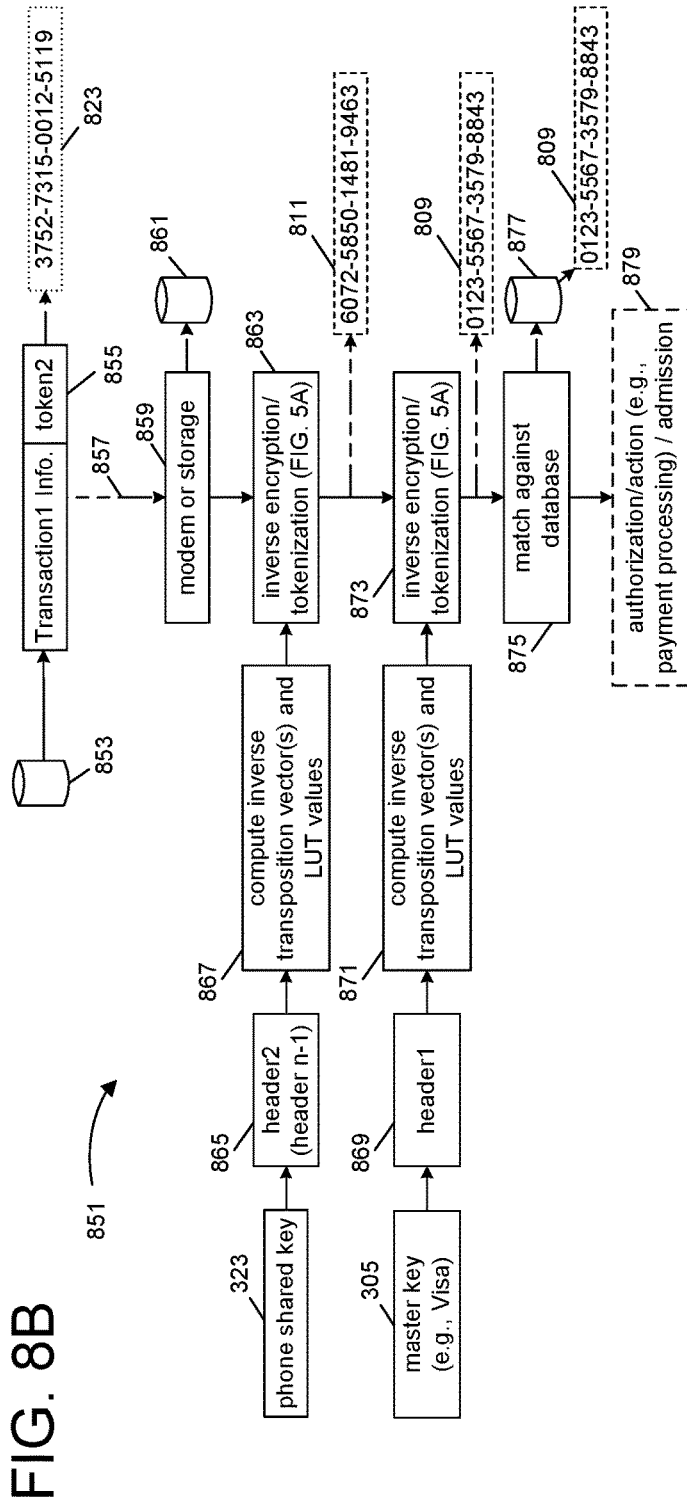 FIG. 8B
851
853
Transaction1 Info.
token2
855
3752-7315-0012-5119
823
857
859
modem or storage
861
323
phone shared key
865
header2
(header n-1)
867
compute inverse
transposition vector(s) and
LUT values
863
inverse encryption/
tokenization (FIG. 5A)
811
6072-5850-1481-9463
305
master key
(e.g., Visa)
869
header1
871
compute inverse
transposition vector(s) and
LUT values
873
inverse encryption/
tokenization (FIG. 5A)
809
0123-5567-3579-8843
875
match against
database
877
809
0123-5567-3579-8843
879
authorization/action (e.g.,
payment processing) / admission